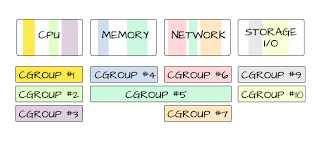 CPU
MEMORY
NETWORK
STORAGE
I/O
CGROUP #1
CGROUP #4
CGROUP #6
CGROUP #9
CGROUP #2
CGROUP #5
CGROUP #10
CGROUP #3
CGROUP #7